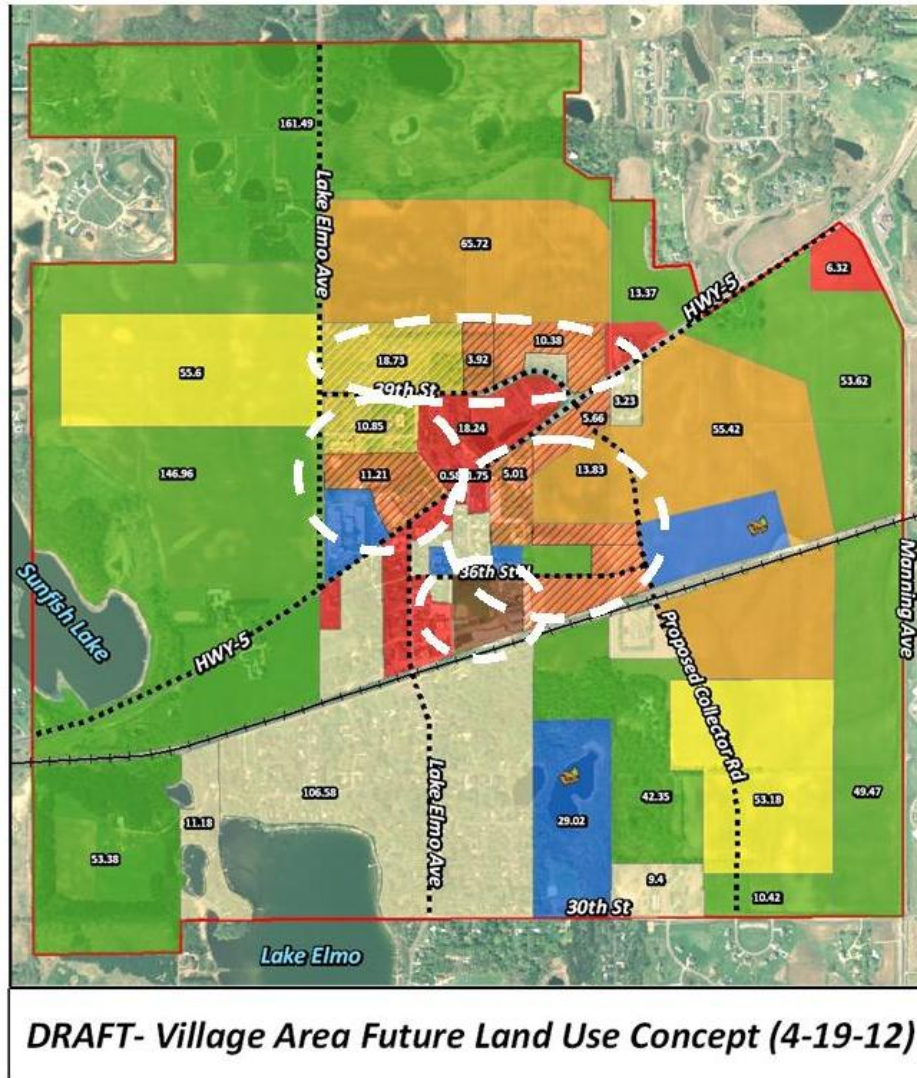 161.49
Lake Elmo Ave
65.72
6.32
13.37
HWY-5
10.38
18.73
3.92
55.6
39th St
3.23
53.62
5.66
10.85
18.24
55.42
146.96
11.21
0.58
1.75
5.01
13.83
36th St N
Sunfish Lake
HWY-5
Manning Ave
Proposed Collector Rd
Lake Elmo Ave
106.58
11.18
29.02
42.35
53.18
49.47
53.38
9.4
10.42
30th St
Lake Elmo
DRAFT- Village Area Future Land Use Concept (4-19-12)